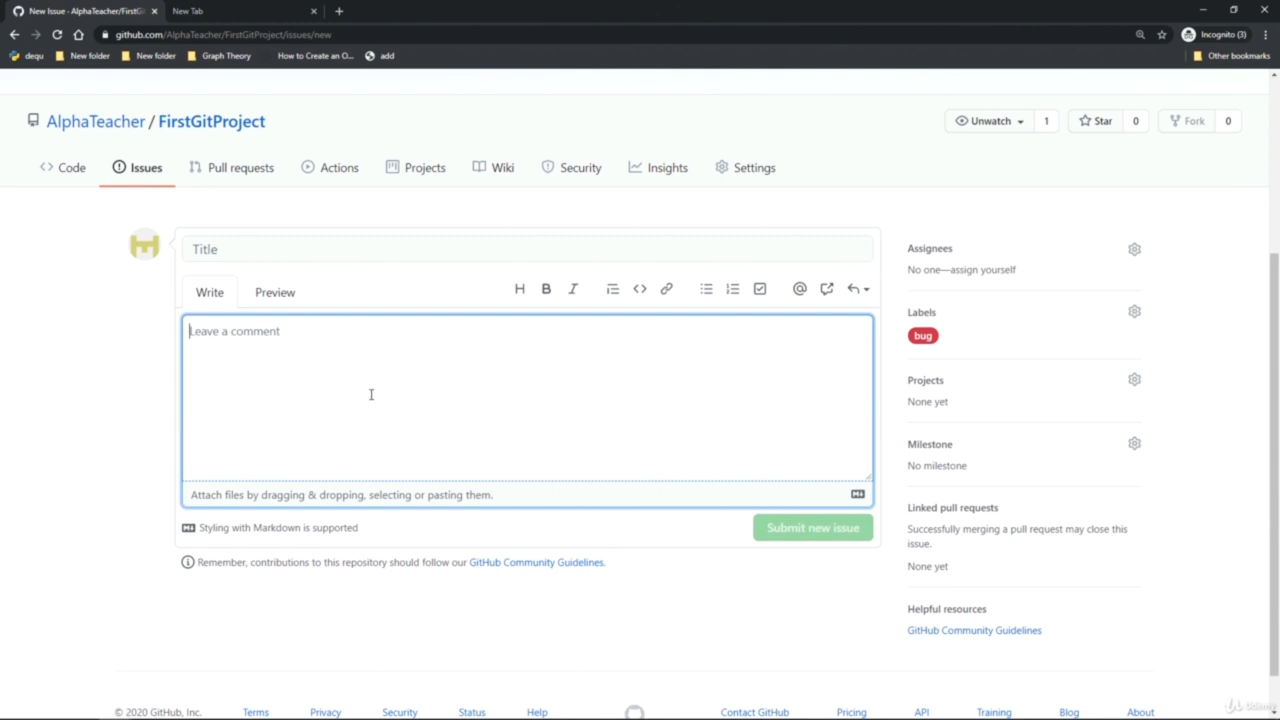 New Issue - AlphaTeacher/FirstGi
New Tab
github.com/AlphaTeacher/FirstGitProject/issues/new
Incognito (3)
dequ
New folder
New folder
Graph Theory
How to Create an O...
add
Other bookmarks
AlphaTeacher / FirstGitProject
Unwatch 1
Star 0
Fork 0
Code
Issues
Pull requests
Actions
Projects
Wiki
Security
Insights
Settings
Title
Write
Preview
H B I
Leave a comment
Attach files by dragging & dropping, selecting or pasting them.
Styling with Markdown is supported
Submit new issue
Remember, contributions to this repository should follow our GitHub Community Guidelines.
Assignees
No one—assign yourself
Labels
bug
Projects
None yet
Milestone
No milestone
Linked pull requests
Successfully merging a pull request may close this
issue.
None yet
Helpful resources
GitHub Community Guidelines
© 2020 GitHub, Inc.
Terms
Privacy
Security
Status
Help
Contact GitHub
Pricing
API
Training
Blog
About
Udemy